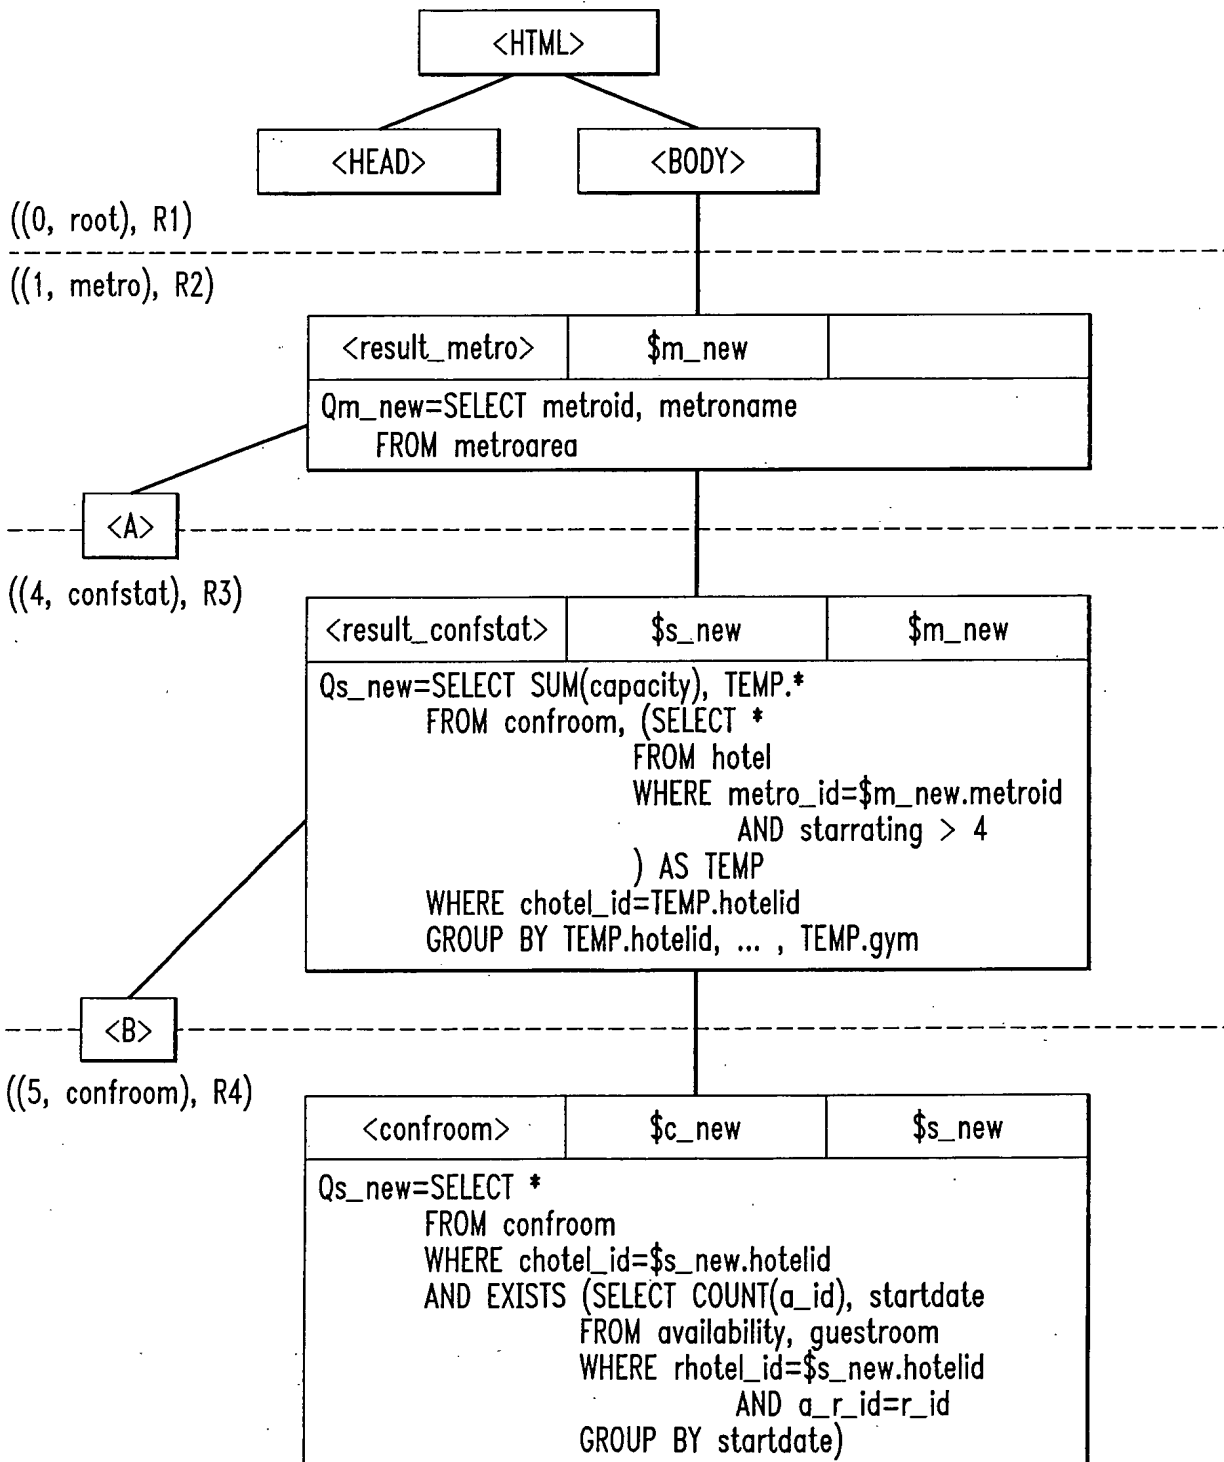 <HTML>
<HEAD>
<BODY>
((0, root), R1)
((1, metro), R2)
<result_metro> $m_new
Qm_new=SELECT metroid, metroname
FROM metroarea
<A>
((4, confstat), R3)
<result_confstat> $s_new $m_new
Qs_new=SELECT SUM(capacity), TEMP.*
FROM confroom, (SELECT *
FROM hotel
WHERE metro_id=$m_new.metroid
AND starrating > 4
) AS TEMP
WHERE chotel_id=TEMP.hotelid
GROUP BY TEMP.hotelid, ... , TEMP.gym
<B>
((5, confroom), R4)
<confroom> $c_new $s_new
Qs_new=SELECT *
FROM confroom
WHERE chotel_id=$s_new.hotelid
AND EXISTS (SELECT COUNT(a_id), startdate
FROM availability, guestroom
WHERE rhotel_id=$s_new.hotelid
AND a_r_id=r_id
GROUP BY startdate)